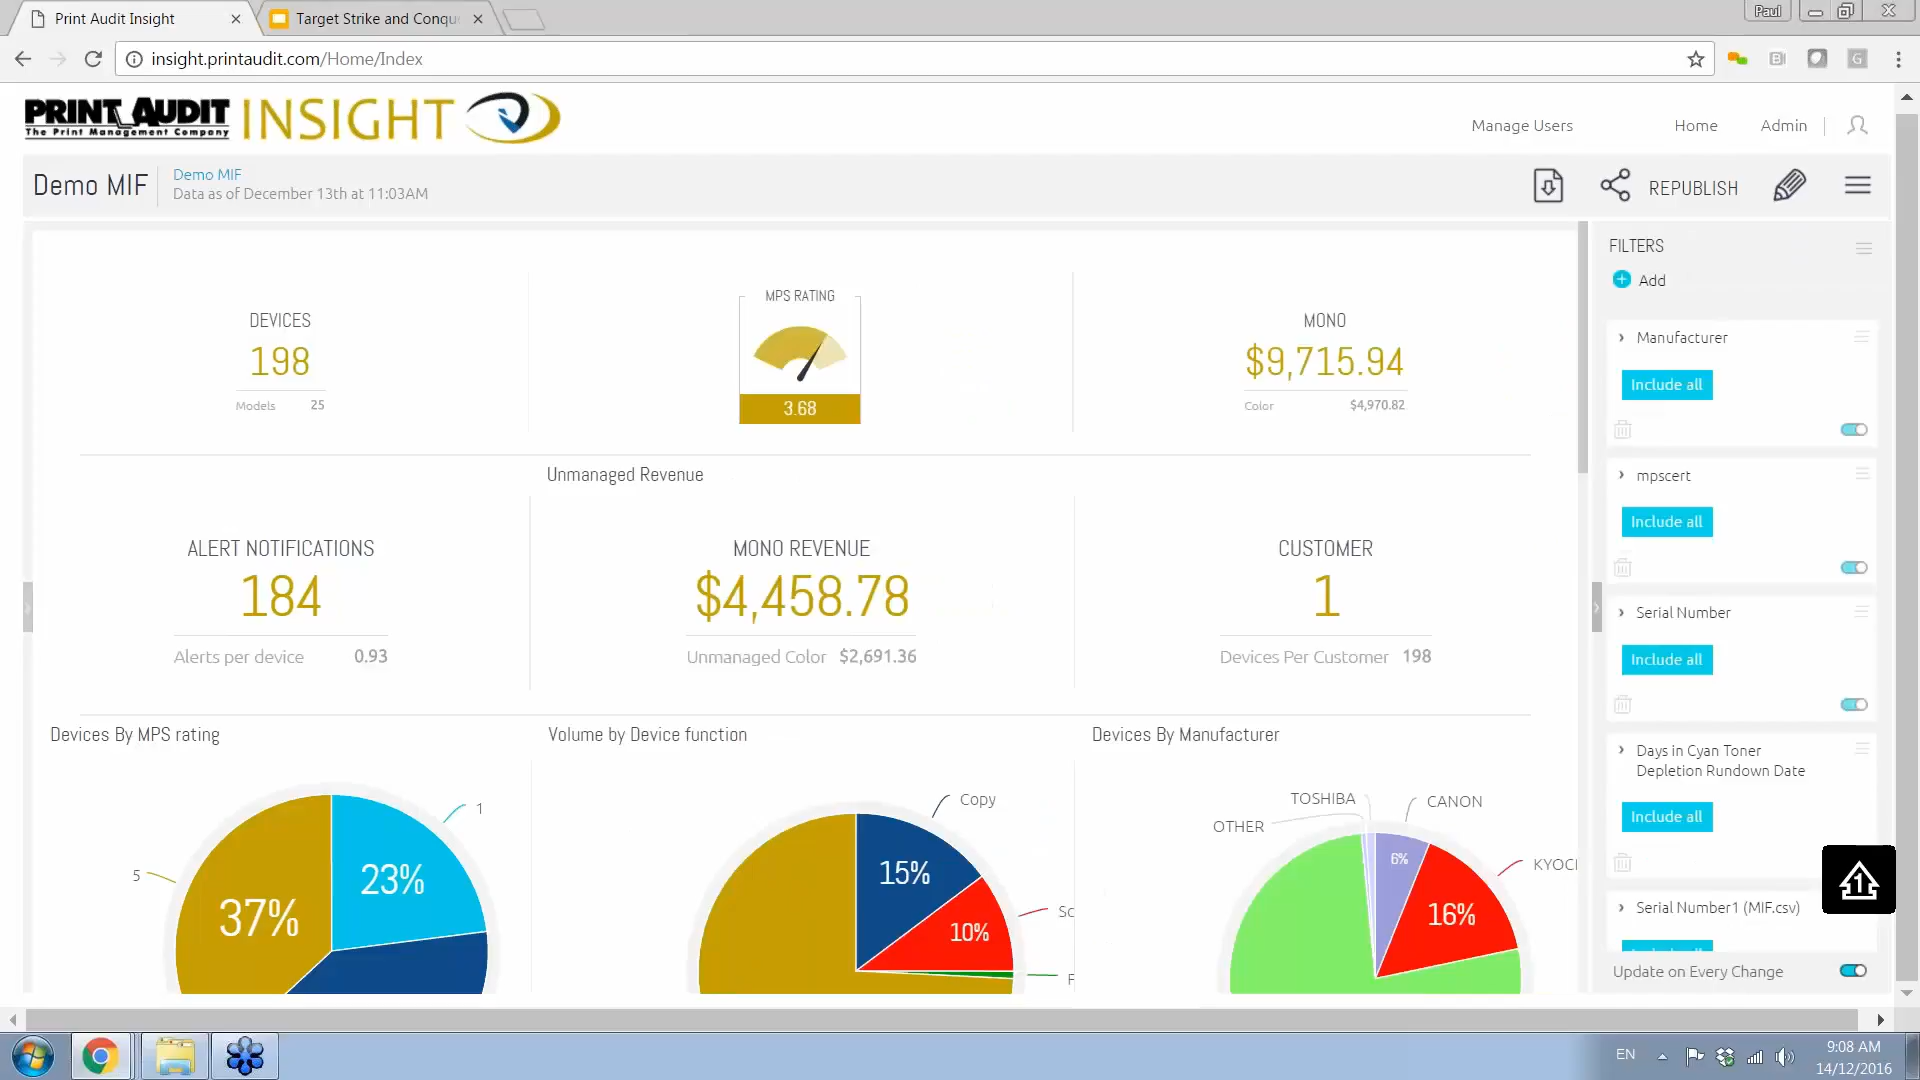 Print Audit Insight
Target Strike and Conqu
Paul
insight.printaudit.com/Home/Index
PRINT AUDIT INSIGHT
The Print Management Company
Manage Users
Home
Admin
Demo MIF
Demo MIF
Data as of December 13th at 11:03AM
REPUBLISH
DEVICES
198
Models 25
MPS RATING
3.68
MONO
$9,715.94
Color $4,970.82
Unmanaged Revenue
ALERT NOTIFICATIONS
184
Alerts per device 0.93
MONO REVENUE
$4,458.78
Unmanaged Color $2,691.36
CUSTOMER
1
Devices Per Customer 198
Devices By MPS rating
1
5
23%
37%
Volume by Device function
Copy
15%
Sc
10%
F
Devices By Manufacturer
TOSHIBA
CANON
OTHER
KYOCI
6%
16%
FILTERS
Add
Manufacturer
Include all
mpscert
Include all
Serial Number
Include all
Days in Cyan Toner
Depletion Rundown Date
Include all
Serial Number1 (MIF.csv)
Update on Every Change
1
EN
9:08 AM
14/12/2016